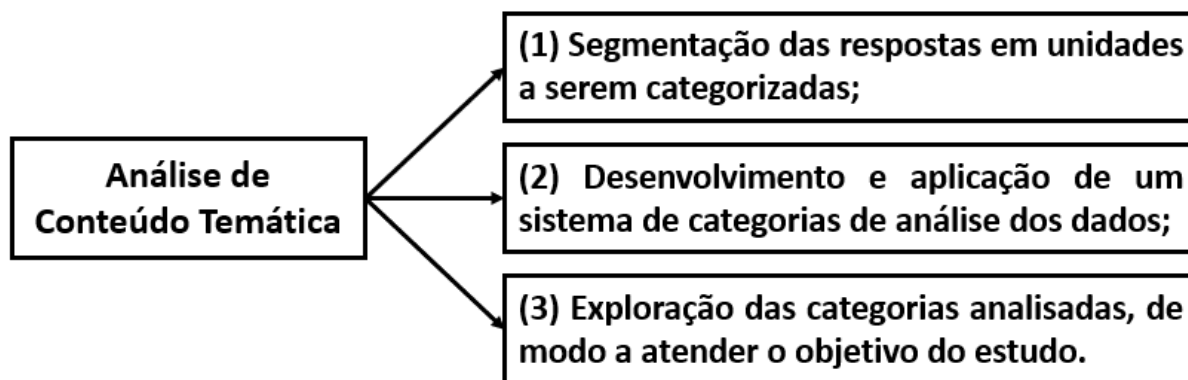 Análise de
Conteúdo Temática
(1) Segmentação das respostas em unidades
a serem categorizadas;
(2) Desenvolvimento e aplicação de um
sistema de categorias de análise dos dados;
(3) Exploração das categorias analisadas, de
modo a atender o objetivo do estudo.